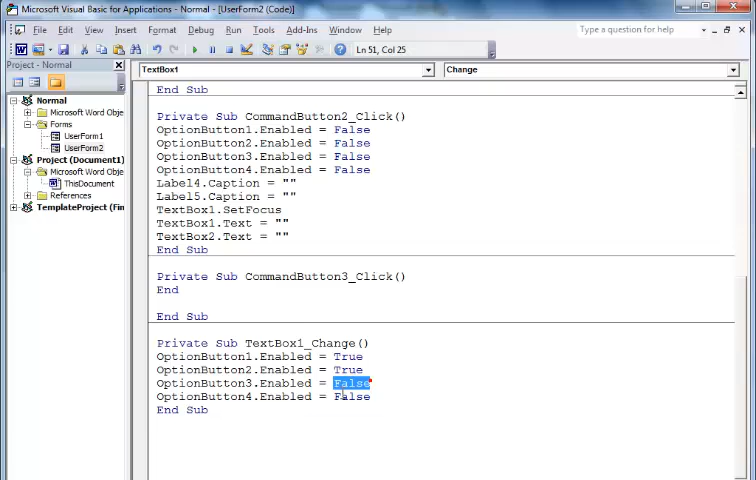 Microsoft Visual Basic for Applications - Normal - [UserForm2 (Code)]
File Edit View Insert Format Debug Run Tools Add-Ins Window Help
Type a question for help
Ln 51, Col 25
Project - Normal
TextBox1
Change
Normal
Microsoft Word Obje
Forms
UserForm1
UserForm2
Project (Document1)
Microsoft Word Obje
ThisDocument
References
TemplateProject (Fin
End Sub
Private Sub CommandButton2_Click()
OptionButton1.Enabled = False
OptionButton2.Enabled = False
OptionButton3.Enabled = False
OptionButton4.Enabled = False
Label4.Caption = ""
Label5.Caption = ""
TextBox1.SetFocus
TextBox1.Text = ""
TextBox2.Text = ""
End Sub
Private Sub CommandButton3_Click()
End
End Sub
Private Sub TextBox1_Change()
OptionButton1.Enabled = True
OptionButton2.Enabled = True
OptionButton3.Enabled = False
OptionButton4.Enabled = False
End Sub